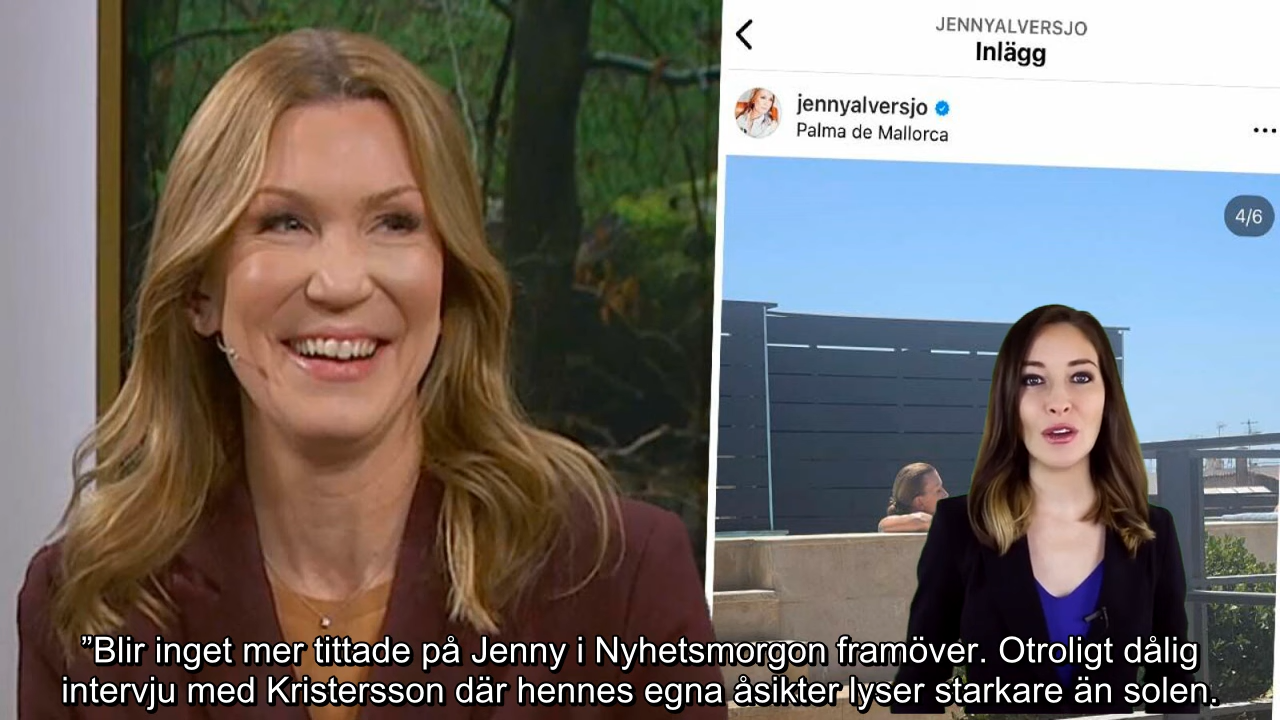 JENNYALVERSJO
Inlägg
jennyalversjo
Palma de Mallorca
4/6
”Blir inget mer tittade på Jenny i Nyhetsmorgon framöver. Otroligt dålig
intervju med Kristersson där hennes egna åsikter lyser starkare än solen.